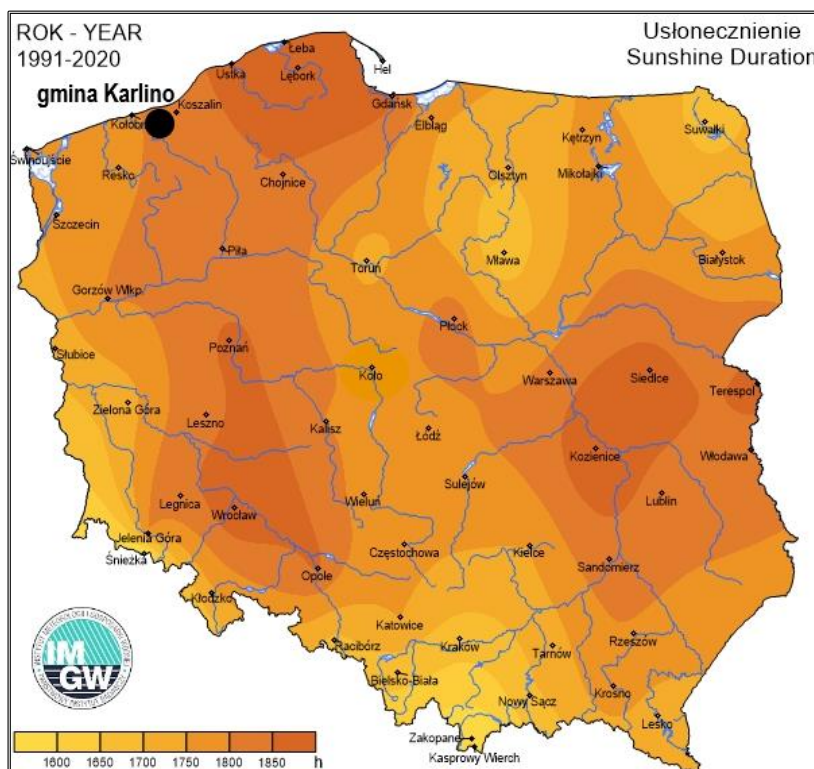 ROK - YEAR
1991-2020
Usłonecznienie
Sunshine Duration
gmina Karlino
Łeba
Ustka
Lębork
Hel
Koszalin
Gdańsk
Elbląg
Suwałki
Kętrzyn
Świnoujście
Resko
Chojnice
Olsztyn
Mikołajki
Szczecin
Piła
Toruń
Mława
Białystok
Gorzów Wlkp.
Płock
Słubice
Poznań
Koło
Warszawa
Siedlce
Terespol
Zielona Góra
Leszno
Kalisz
Łódź
Kozienice
Włodawa
Legnica
Wrocław
Wieluń
Sulejów
Lublin
Jelenia Góra
Śnieżka
Częstochowa
Kielce
Opole
Sandomierz
Kłodzko
Katowice
Racibórz
Kraków
Tarnów
Rzeszów
Bielsko-Biała
Nowy Sącz
Krosno
Lesko
Zakopane
Kasprowy Wierch
IM
GW
1600 1650 1700 1750 1800 1850 h